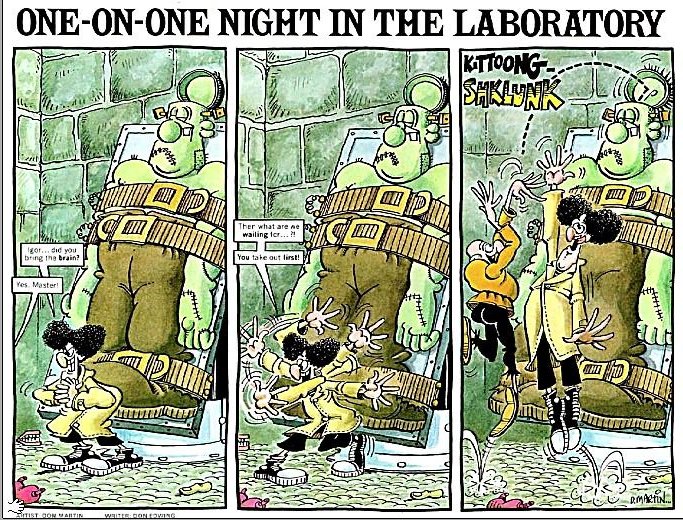 ONE-ON-ONE NIGHT IN THE LABORATORY
Igor... did you
bring the brain?
Yes, Master!
Then what are we
waiting for...?!
You take out first!
KITTOONG-
SHKLUNK
D. MARTIN...
ARTIST: DON MARTIN
WRITER: DON EDWING